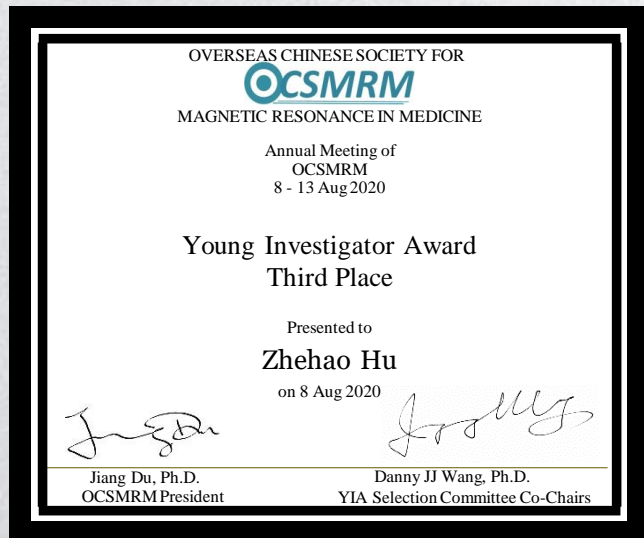 OVERSEAS CHINESE SOCIETY FOR
OCSMRM
MAGNETIC RESONANCE IN MEDICINE
Annual Meeting of
OCSMRM
8 - 13 Aug 2020
Young Investigator Award
Third Place
Presented to
Zhehao Hu
on 8 Aug 2020
Jiang Du, Ph.D.
OCSMRM President
Danny JJ Wang, Ph.D.
YIA Selection Committee Co-Chairs